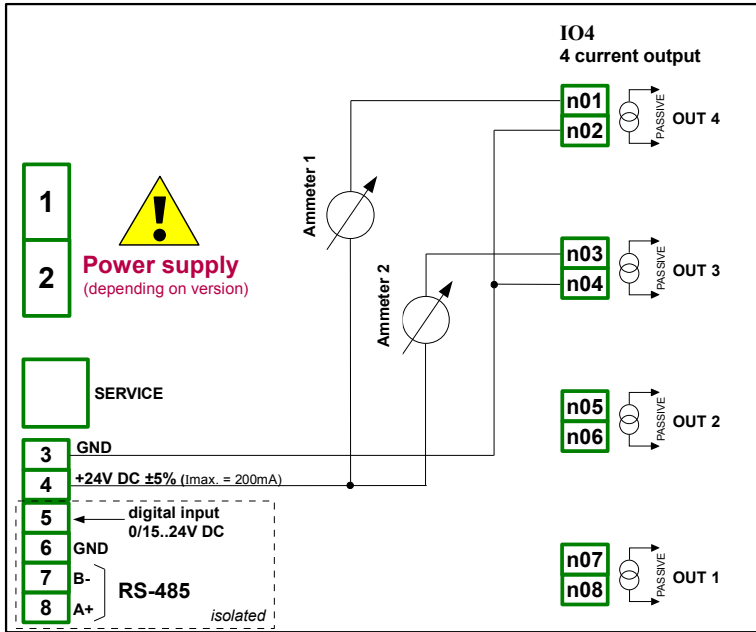 IO4
4 current output
n01
n02
PASSIVE
OUT 4
Ammeter 1
1
2
!
Power supply
(depending on version)
Ammeter 2
n03
n04
PASSIVE
OUT 3
SERVICE
n05
n06
PASSIVE
OUT 2
3 GND
4 +24V DC ±5% (Imax. = 200mA)
5 digital input
0/15..24V DC
6 GND
7 B-
RS-485
8 A+
isolated
n07
n08
PASSIVE
OUT 1